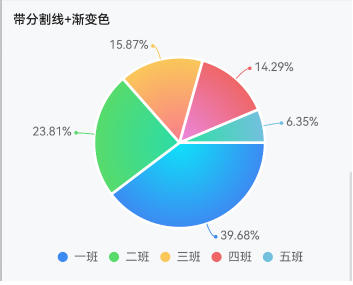 带分割线+渐变色
15.87%
14.29%
6.35%
23.81%
39.68%
一班 二班 三班 四班 五班